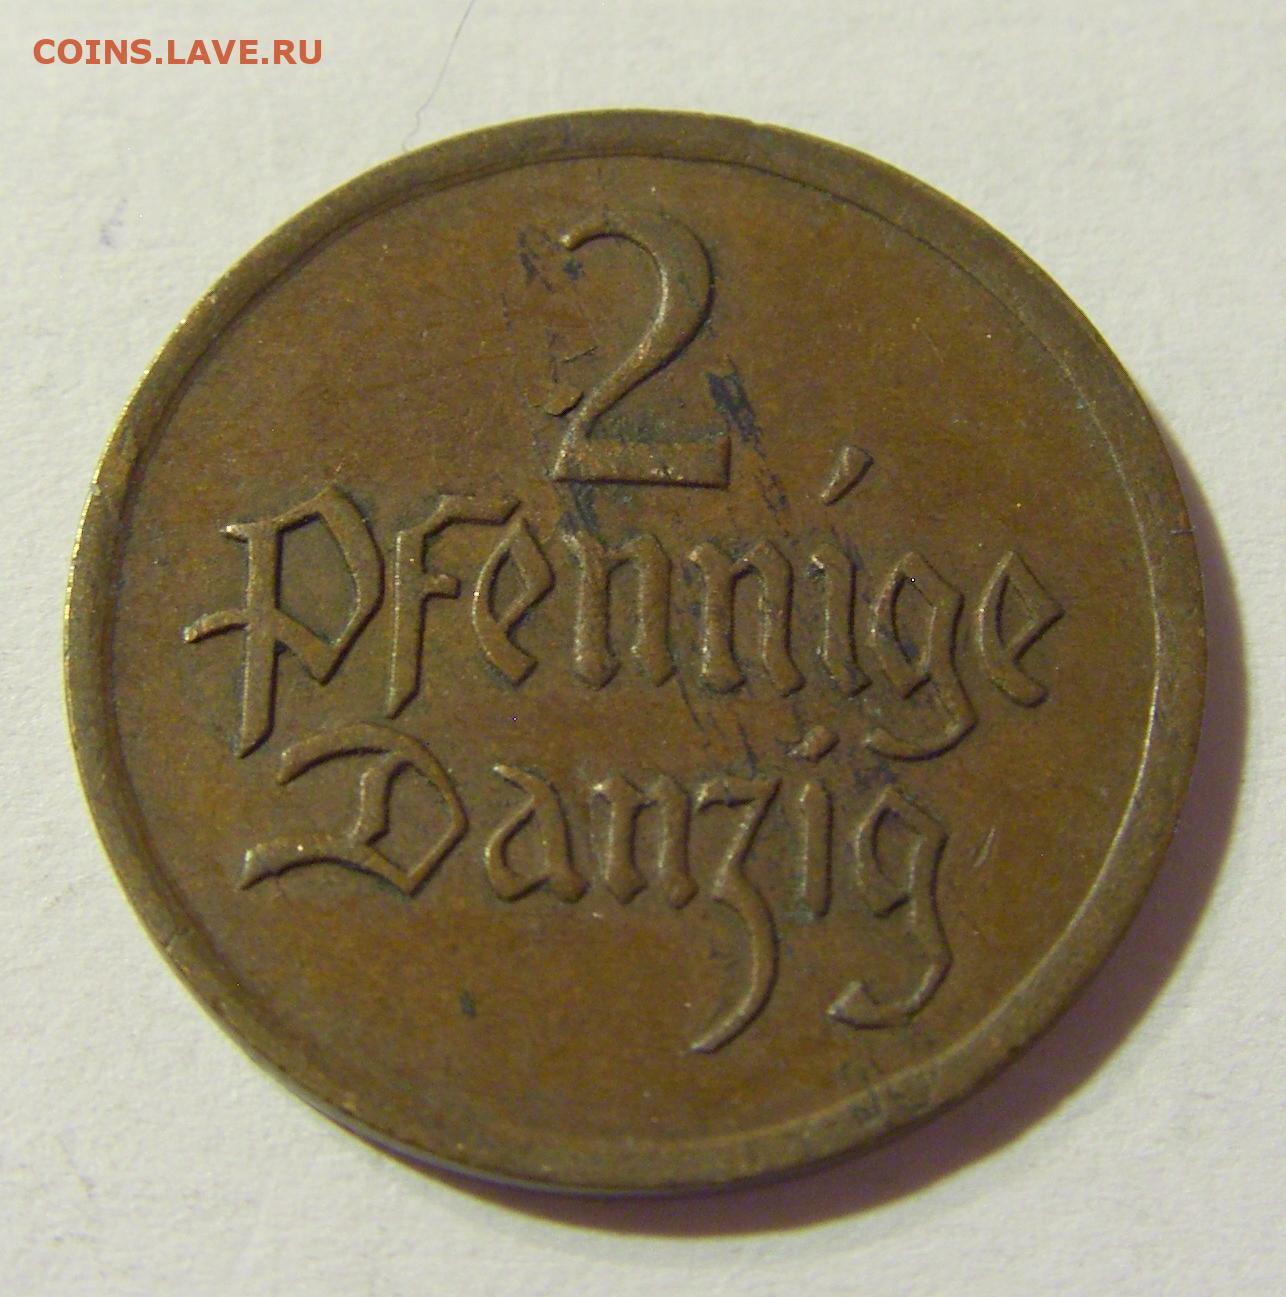 COINS.LAVE.RU
2
Pfennige
Danzig